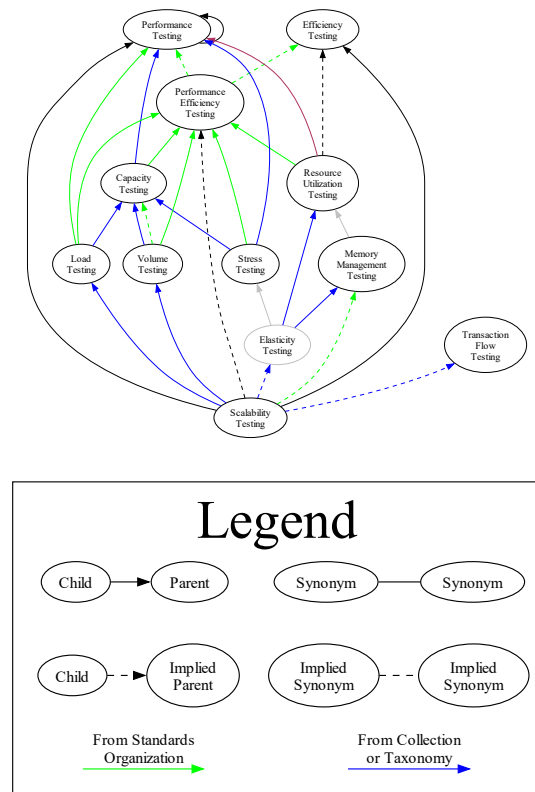 Performance
Testing
Efficiency
Testing
Performance
Efficiency
Testing
Capacity
Testing
Resource
Utilization
Testing
Load
Testing
Volume
Testing
Stress
Testing
Memory
Management
Testing
Elasticity
Testing
Transaction
Flow
Testing
Scalability
Testing
Legend
Child
Parent
Synonym
Synonym
Child
Implied
Parent
Implied
Synonym
Implied
Synonym
From Standards
Organization
From Collection
or Taxonomy